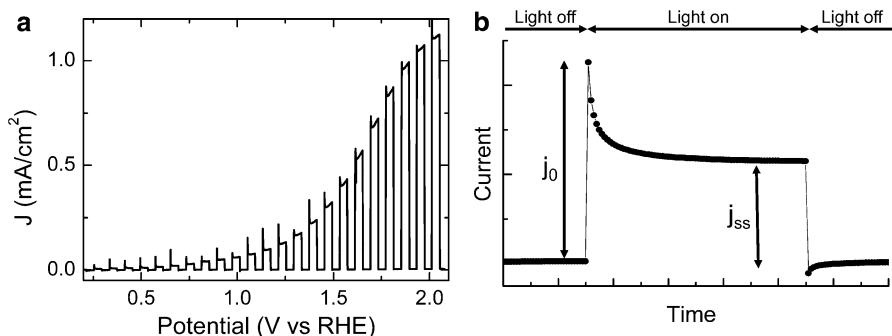 a
J (mA/cm²)
1.0
0.5
0.0
0.5
1.0
1.5
2.0
Potential (V vs RHE)
b
Light off
Light on
Light off
Current
j₀
jss
Time